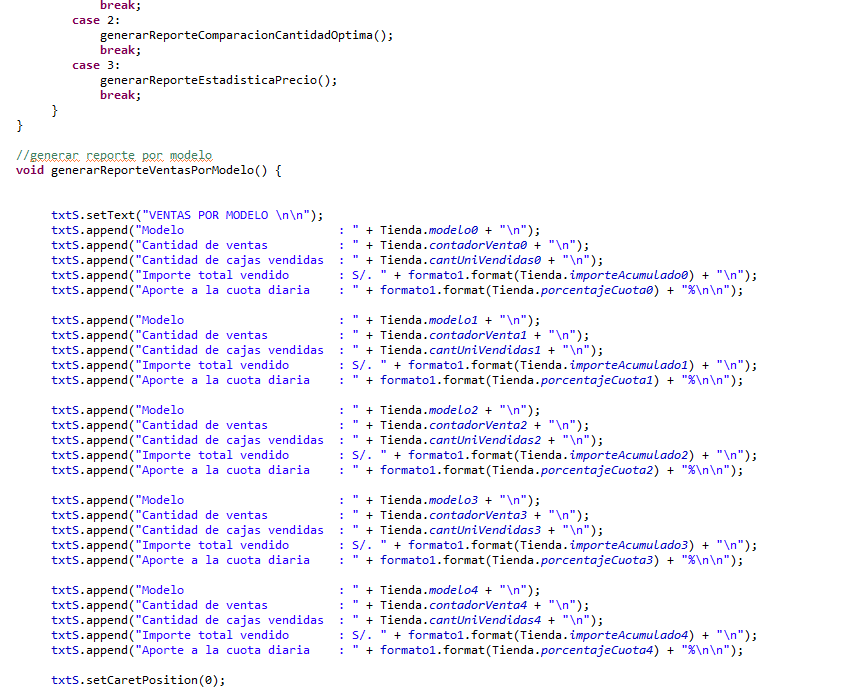 break;
case 2:
generarReporteComparacionCantidadOptima();
break;
case 3:
generarReporteEstadisticaPrecio();
break;
}
}
//generar reporte por modelo
void generarReporteVentasPorModelo() {
txtS.setText("VENTAS POR MODELO \n\n");
txtS.append("Modelo                      : " + Tienda.modelo0 + "\n");
txtS.append("Cantidad de ventas          : " + Tienda.contadorVenta0 + "\n");
txtS.append("Cantidad de cajas vendidas  : " + Tienda.cantUniVendidas0 + "\n");
txtS.append("Importe total vendido       : S/. " + formato1.format(Tienda.importeAcumulado0) + "\n");
txtS.append("Aporte a la cuota diaria    : " + formato1.format(Tienda.porcentajeCuota0) + "%\n\n");
txtS.append("Modelo                      : " + Tienda.modelo1 + "\n");
txtS.append("Cantidad de ventas          : " + Tienda.contadorVenta1 + "\n");
txtS.append("Cantidad de cajas vendidas  : " + Tienda.cantUniVendidas1 + "\n");
txtS.append("Importe total vendido       : S/. " + formato1.format(Tienda.importeAcumulado1) + "\n");
txtS.append("Aporte a la cuota diaria    : " + formato1.format(Tienda.porcentajeCuota1) + "%\n\n");
txtS.append("Modelo                      : " + Tienda.modelo2 + "\n");
txtS.append("Cantidad de ventas          : " + Tienda.contadorVenta2 + "\n");
txtS.append("Cantidad de cajas vendidas  : " + Tienda.cantUniVendidas2 + "\n");
txtS.append("Importe total vendido       : S/. " + formato1.format(Tienda.importeAcumulado2) + "\n");
txtS.append("Aporte a la cuota diaria    : " + formato1.format(Tienda.porcentajeCuota2) + "%\n\n");
txtS.append("Modelo                      : " + Tienda.modelo3 + "\n");
txtS.append("Cantidad de ventas          : " + Tienda.contadorVenta3 + "\n");
txtS.append("Cantidad de cajas vendidas  : " + Tienda.cantUniVendidas3 + "\n");
txtS.append("Importe total vendido       : S/. " + formato1.format(Tienda.importeAcumulado3) + "\n");
txtS.append("Aporte a la cuota diaria    : " + formato1.format(Tienda.porcentajeCuota3) + "%\n\n");
txtS.append("Modelo                      : " + Tienda.modelo4 + "\n");
txtS.append("Cantidad de ventas          : " + Tienda.contadorVenta4 + "\n");
txtS.append("Cantidad de cajas vendidas  : " + Tienda.cantUniVendidas4 + "\n");
txtS.append("Importe total vendido       : S/. " + formato1.format(Tienda.importeAcumulado4) + "\n");
txtS.append("Aporte a la cuota diaria    : " + formato1.format(Tienda.porcentajeCuota4) + "%\n\n");
txtS.setCaretPosition(0);